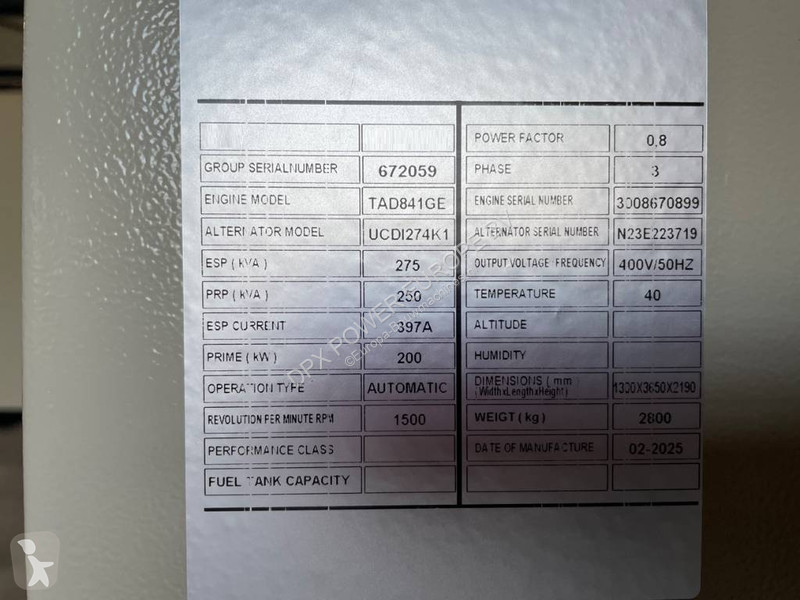 POWER FACTOR 0.8
GROUP SERIALNUMBER 672059
PHASE 3
ENGINE MODEL TAD841GE
ENGINE SERIAL NUMBER 3008670899
ALTERNATOR MODEL UCDI274K1
ALTERNATOR SERIAL NUMBER N23E223719
ESP ( kVA ) 275
OUTPUT VOLTAGE FREQUENCY 400V/50HZ
PRP ( kVA ) 250
TEMPERATURE 40
ESP CURRENT 397A
ALTITUDE
PRIME ( kW ) 200
HUMIDITY
OPERATION TYPE AUTOMATIC
DIMENSIONS ( mm )
(WidthxLengthxHeight) 1300X3650X2190
REVOLUTION PER MINUTE RPM 1500
WEIGT ( kg ) 2800
PERFORMANCE CLASS
DATE OF MANUFACTURE 02-2025
FUEL TANK CAPACITY
DPX POWER EUROPE BV